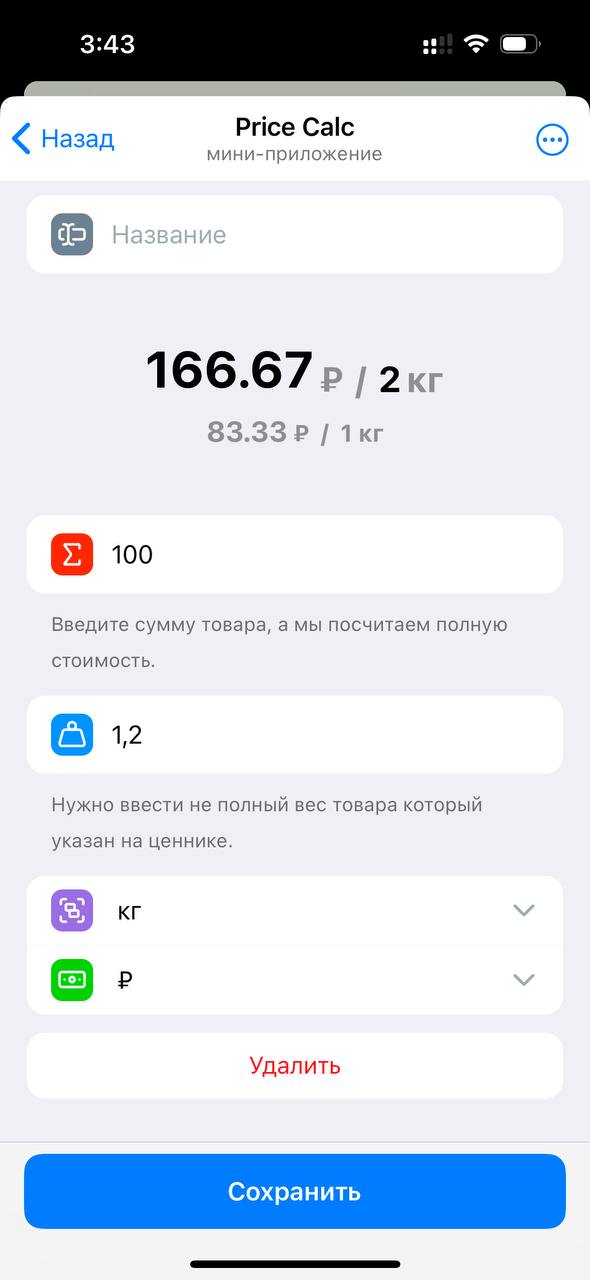 3:43
Назад
Price Calc
мини-приложение
Название
166.67 ₽ / 2 кг
83.33 ₽ / 1 кг
100
Введите сумму товара, а мы посчитаем полную
стоимость.
1,2
Нужно ввести не полный вес товара который
указан на ценнике.
кг
₽
Удалить
Сохранить